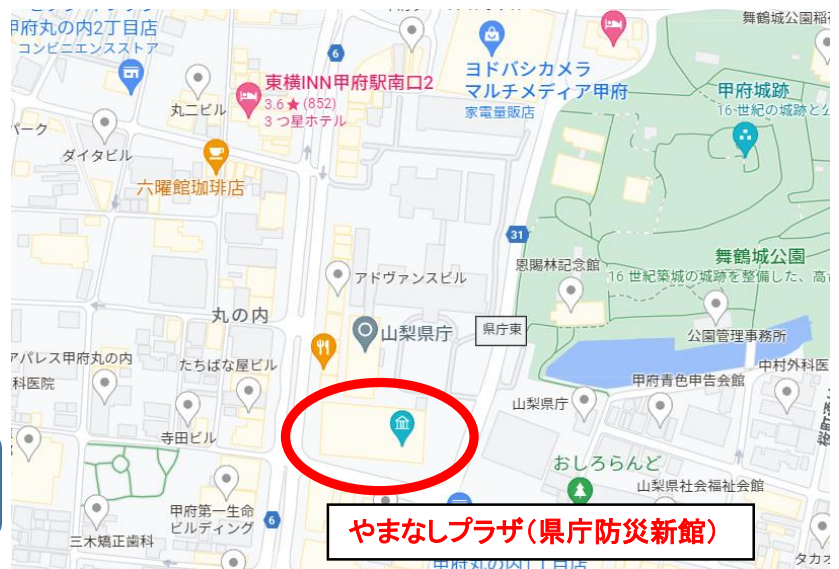 甲府丸の内2丁目店
コンビニエンスストア
6
舞鶴城公園稲
丸二ビル
東横INN甲府駅南口2
3.6★(852)
3 つ星ホテル
ヨドバシカメラ
マルチメディア甲府
家電量販店
甲府城跡
16 世紀の城跡と公
パーク
ダイタビル
六曜館珈琲店
31
恩賜林記念館
舞鶴城公園
16 世紀築城の城跡を整備した、高台
アドヴァンスビル
丸の内
山梨県庁
県庁東
公園管理事務所
アパレス甲府丸の内
科医院
たちばな屋ビル
甲府青色申告会館
中村外科医
山梨県庁
寺田ビル
おしろらんど
山梨県社会福祉会館
甲府第一生命
ビルディング
6
三木矯正歯科
やまなしプラザ(県庁防災新館)
甲府丸の内1丁目店
タカオ